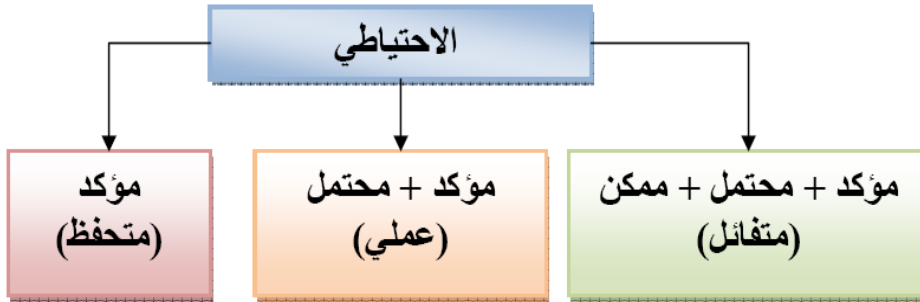 الاحتياطي
مؤكد + محتمل + ممكن
(متفائل)
مؤكد + محتمل
(عملي)
مؤكد
(متحفظ)